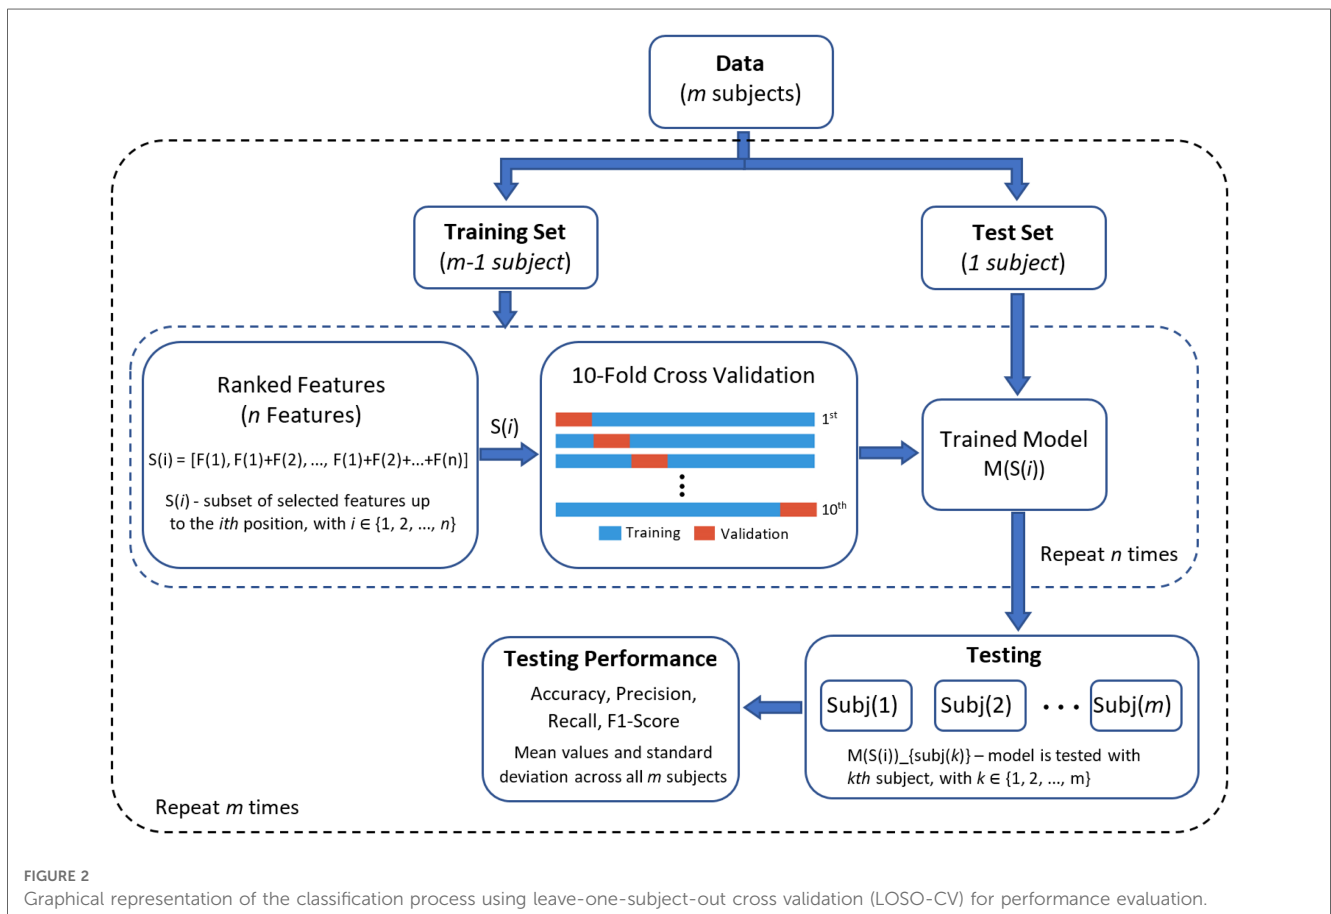 Data
(m subjects)
Training Set
(m-1 subject)
Test Set
(1 subject)
Ranked Features
(n Features)
S(i) = [F(1), F(1)+F(2), ..., F(1)+F(2)+...+F(n)]
S(i) - subset of selected features up
to the ith position, with i ∈ {1, 2, ..., n}
S(i)
10-Fold Cross Validation
1st
10th
Training
Validation
Trained Model
M(S(i))
Repeat n times
Testing
Subj(1)
Subj(2)
• • •
Subj(m)
M(S(i))_{subj(k)} – model is tested with
kth subject, with k ∈ {1, 2, ..., m}
Testing Performance
Accuracy, Precision,
Recall, F1-Score
Mean values and standard
deviation across all m subjects
Repeat m times
FIGURE 2
Graphical representation of the classification process using leave-one-subject-out cross validation (LOSO-CV) for performance evaluation.